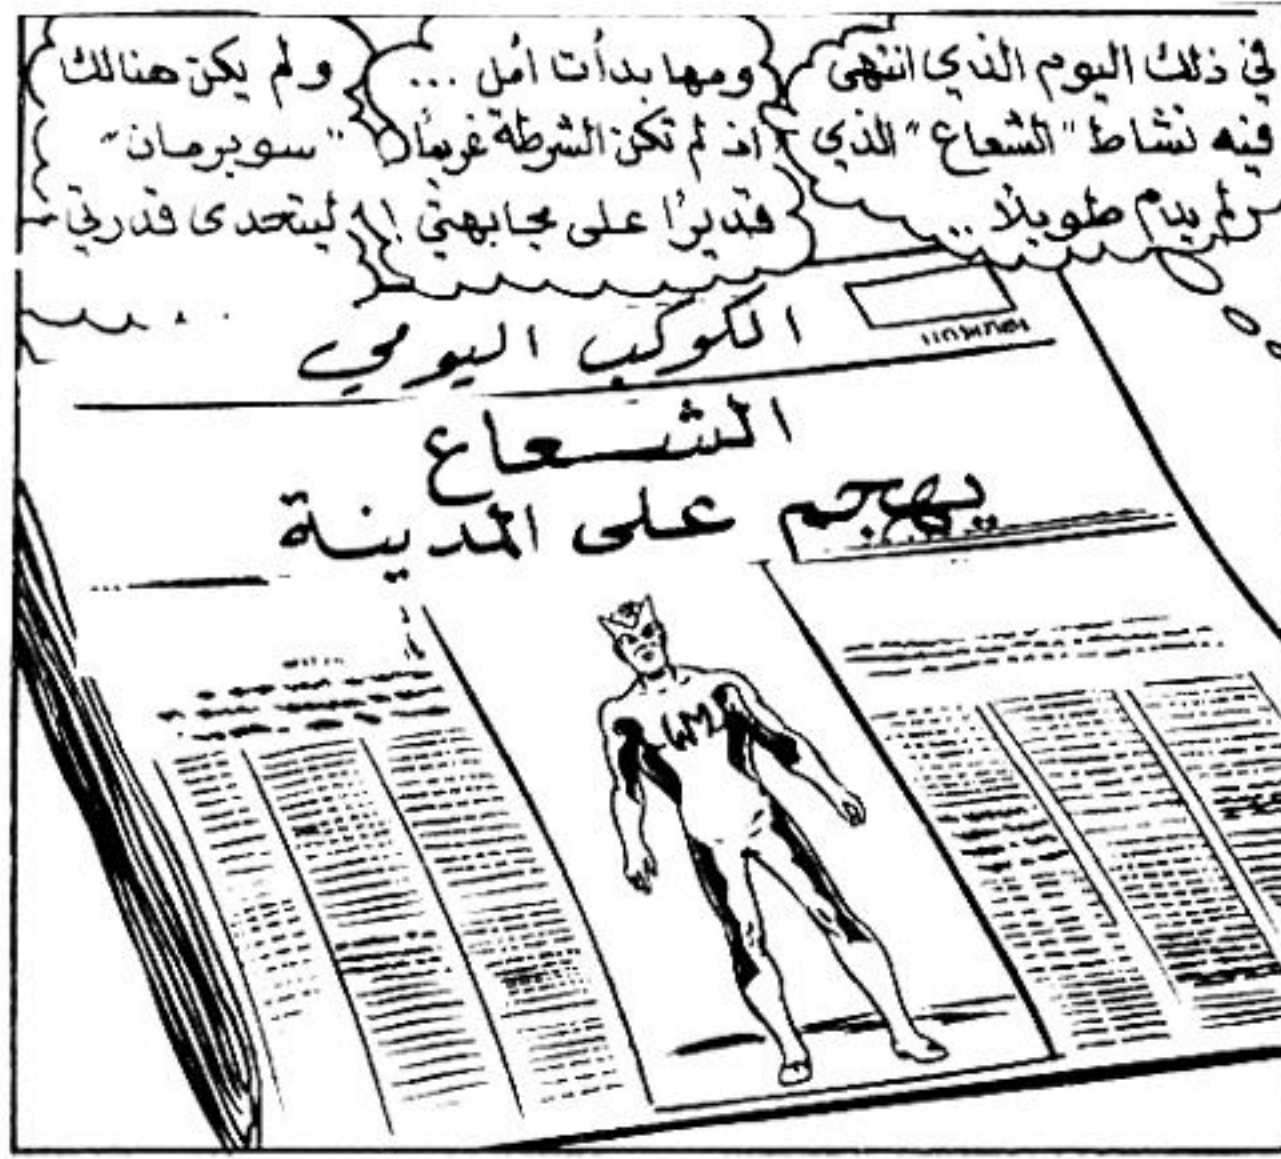 في ذلك اليوم الذي انتهى
فيه نشاط "الشعاع" الذي
لم يدم طويلاً ..
ومها بدأت أمل ...
اذ لم تكن الشرطة غريمًا
قديرًا على مجابهتي !
ولم يكن هنالك
"سوبرمان"
ليتحدى قدرتي
الكوكب اليومي
الشعاع
يهجم على المدينة